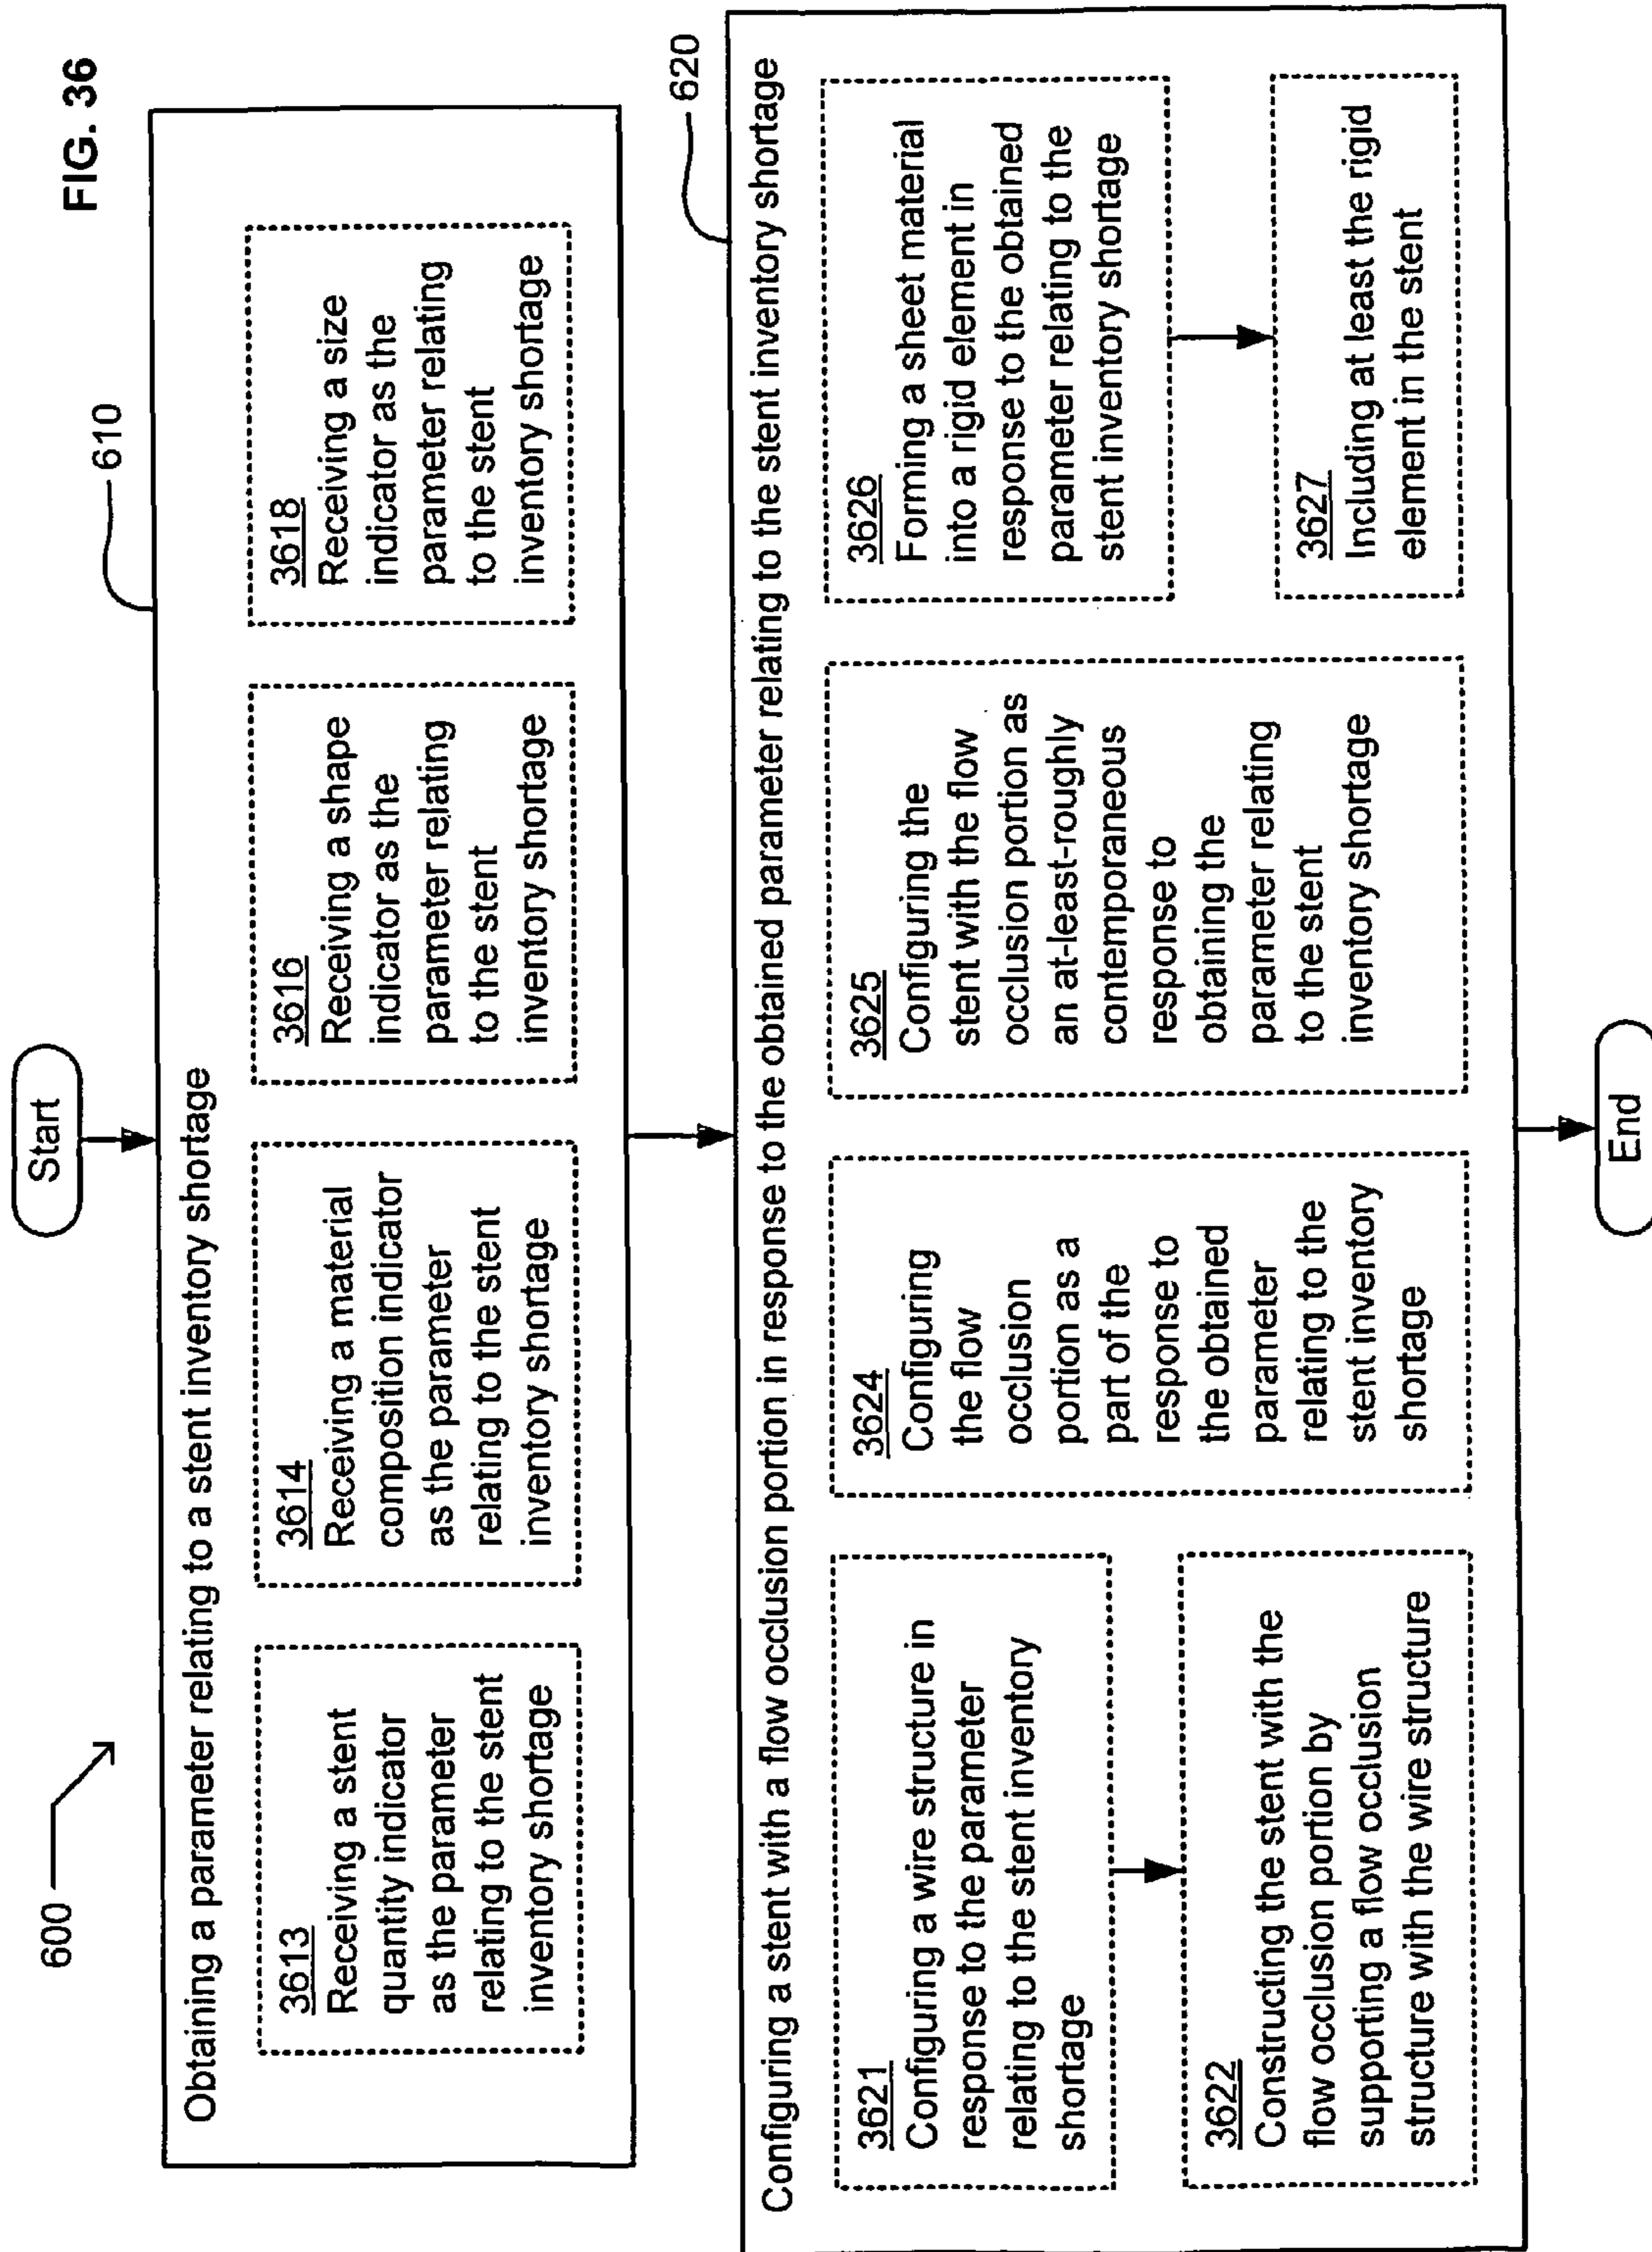 FIG. 36
600
Start
610
Obtaining a parameter relating to a stent inventory shortage
3613
Receiving a stent
quantity indicator
as the parameter
relating to the stent
inventory shortage
3614
Receiving a material
composition indicator
as the parameter
relating to the stent
inventory shortage
3616
Receiving a shape
indicator as the
parameter relating
to the stent
inventory shortage
3618
Receiving a size
indicator as the
parameter relating
to the stent
inventory shortage
620
Configuring a stent with a flow occlusion portion in response to the obtained parameter relating to the stent inventory shortage
3621
Configuring a wire structure in
response to the parameter
relating to the stent inventory
shortage
3622
Constructing the stent with the
flow occlusion portion by
supporting a flow occlusion
structure with the wire structure
3624
Configuring
the flow
occlusion
portion as a
part of the
response to
the obtained
parameter
relating to the
stent inventory
shortage
3625
Configuring the
stent with the flow
occlusion portion as
an at-least-roughly
contemporaneous
response to
obtaining the
parameter relating
to the stent
inventory shortage
3626
Forming a sheet material
into a rigid element in
response to the obtained
parameter relating to the
stent inventory shortage
3627
Including at least the rigid
element in the stent
End